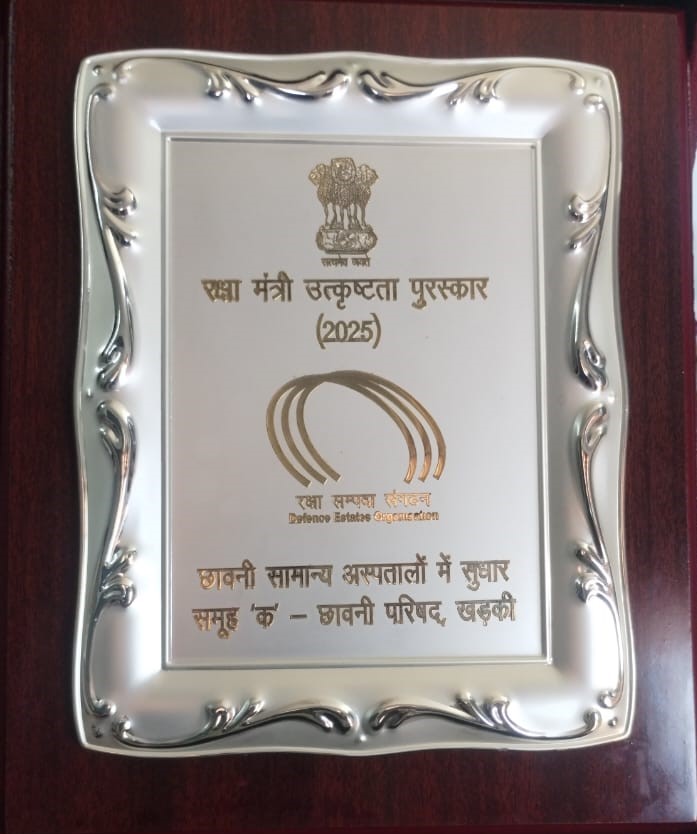 सत्यमेव जयते
रक्षा मंत्री उत्कृष्टता पुरस्कार
(2025)
रक्षा सम्पदा संगठन
Defence Estates Organisation
छावनी सामान्य अस्पतालों में सुधार
समूह 'क' – छावनी परिषद, खड़की